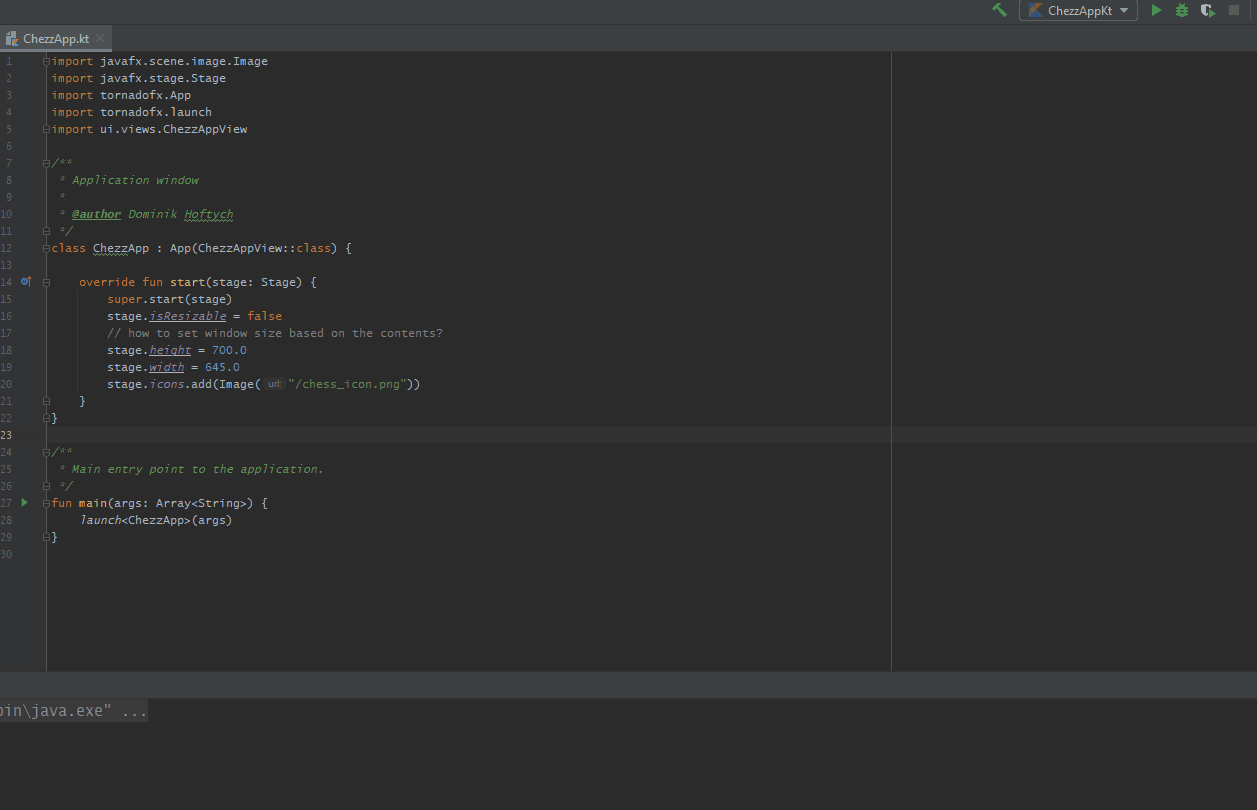 ChezzAppKt
ChezzApp.kt
1 import javafx.scene.image.Image
2 import javafx.stage.Stage
3 import tornadofx.App
4 import tornadofx.launch
5 import ui.views.ChezzAppView
6
7 /**
8 * Application window
9 *
10 * @author Dominik Hoftych
11 */
12 class ChezzApp : App(ChezzAppView::class) {
13
14 override fun start(stage: Stage) {
15 super.start(stage)
16 stage.isResizable = false
17 // how to set window size based on the contents?
18 stage.height = 700.0
19 stage.width = 645.0
20 stage.icons.add(Image( url: "/chess_icon.png"))
21 }
22 }
23
24 /**
25 * Main entry point to the application.
26 */
27 fun main(args: Array<String>) {
28 launch<ChezzApp>(args)
29 }
30
bin\java.exe" ...